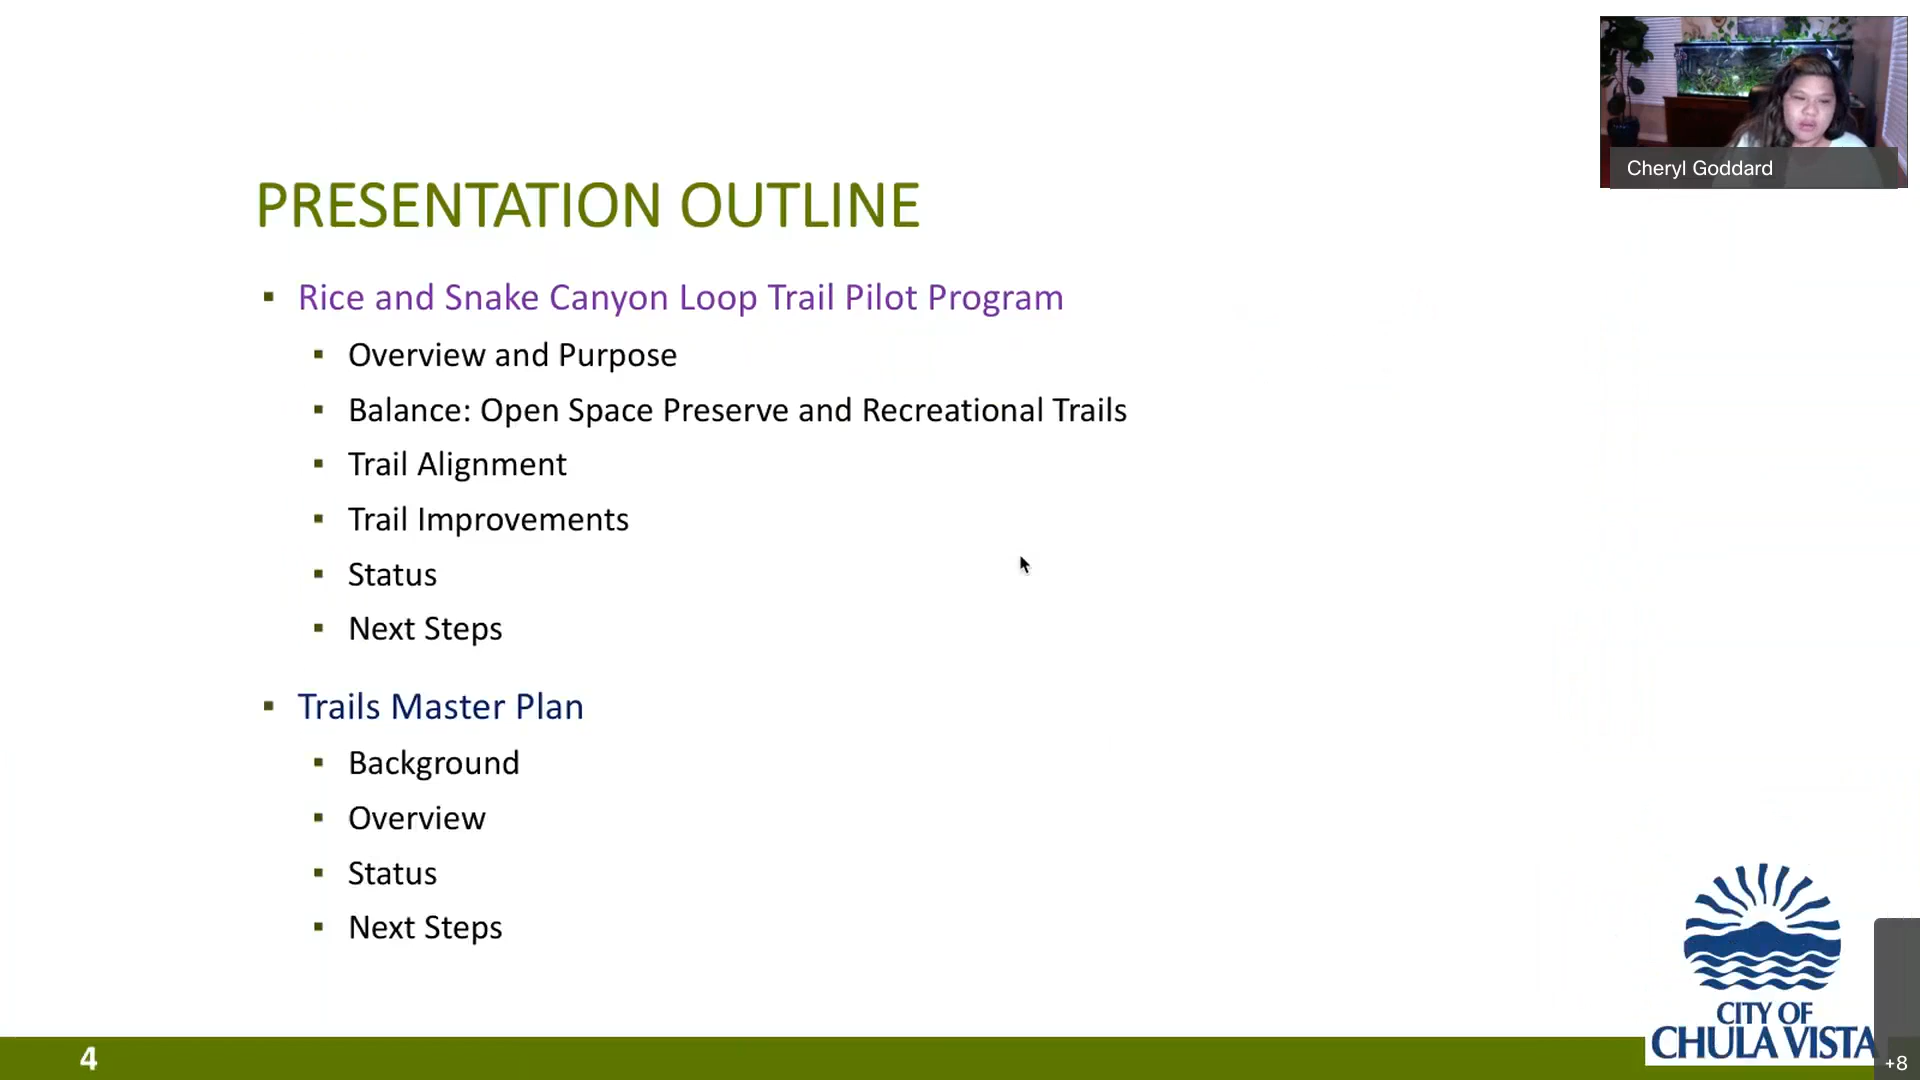 Cheryl Goddard
PRESENTATION OUTLINE
Rice and Snake Canyon Loop Trail Pilot Program
Overview and Purpose
Balance: Open Space Preserve and Recreational Trails
Trail Alignment
Trail Improvements
Status
Next Steps
Trails Master Plan
Background
Overview
Status
Next Steps
CITY OF
CHULA VISTA
4
+8